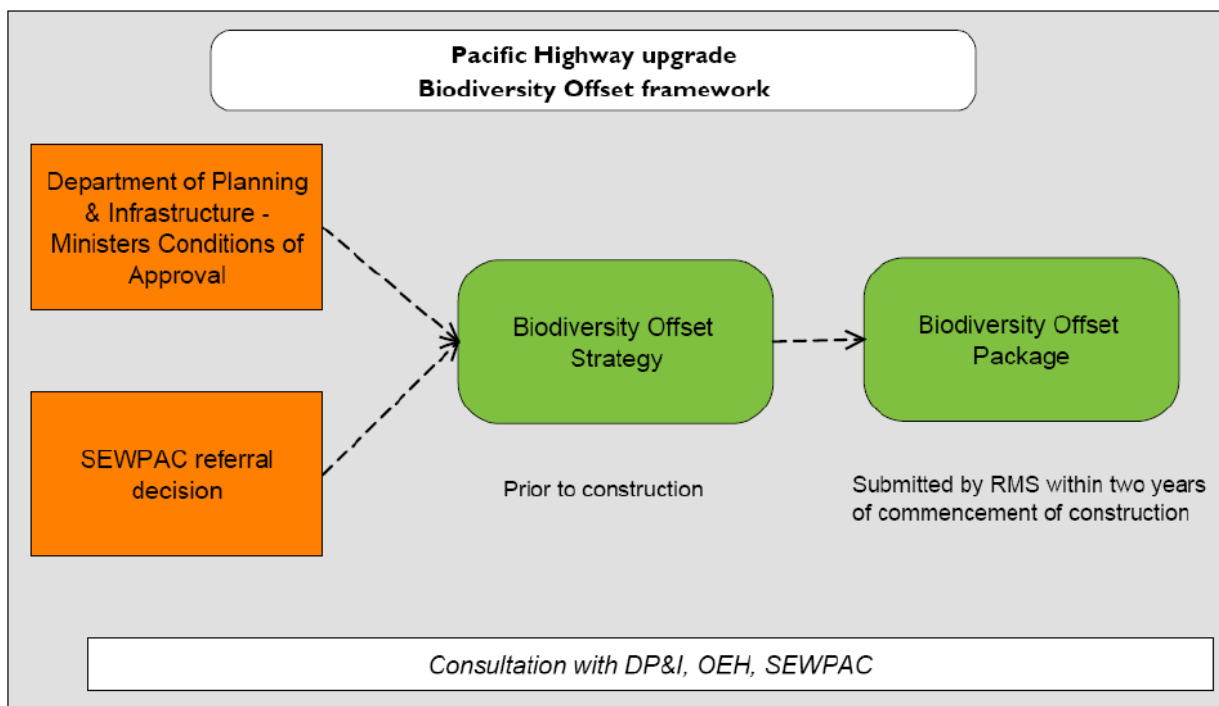 Pacific Highway upgrade
Biodiversity Offset framework
Department of Planning
& Infrastructure -
Ministers Conditions of
Approval
SEWPAC referral
decision
Biodiversity Offset
Strategy
Prior to construction
Biodiversity Offset
Package
Submitted by RMS within two years
of commencement of construction
Consultation with DP&I, OEH, SEWPAC